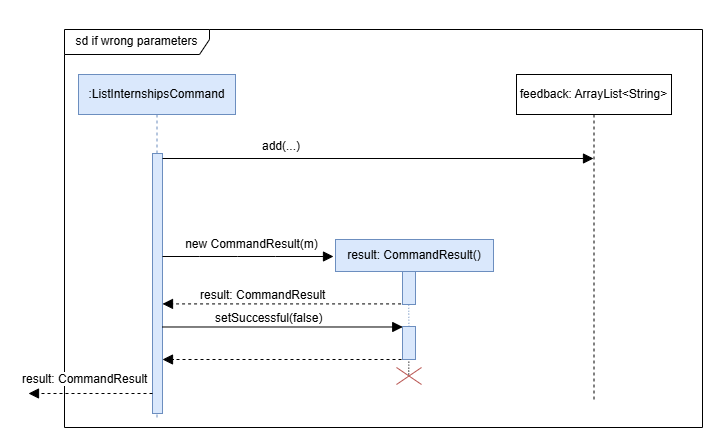 sd if wrong parameters
:ListInternshipsCommand
feedback: ArrayList<String>
add(...)
new CommandResult(m)
result: CommandResult()
result: CommandResult
setSuccessful(false)
result: CommandResult